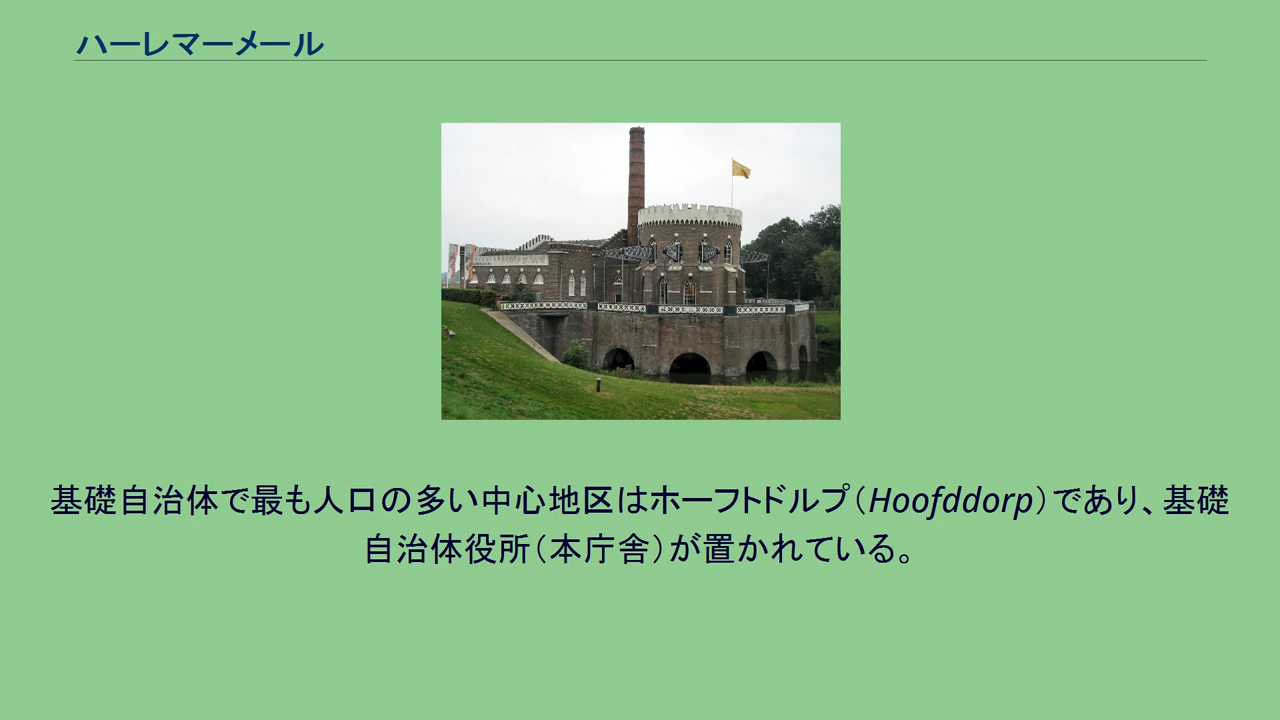 ハーレマーメール
基礎自治体で最も人口の多い中心地区はホーフトドルプ（Hoofddorp）であり、基礎
自治体役所（本庁舎）が置かれている。